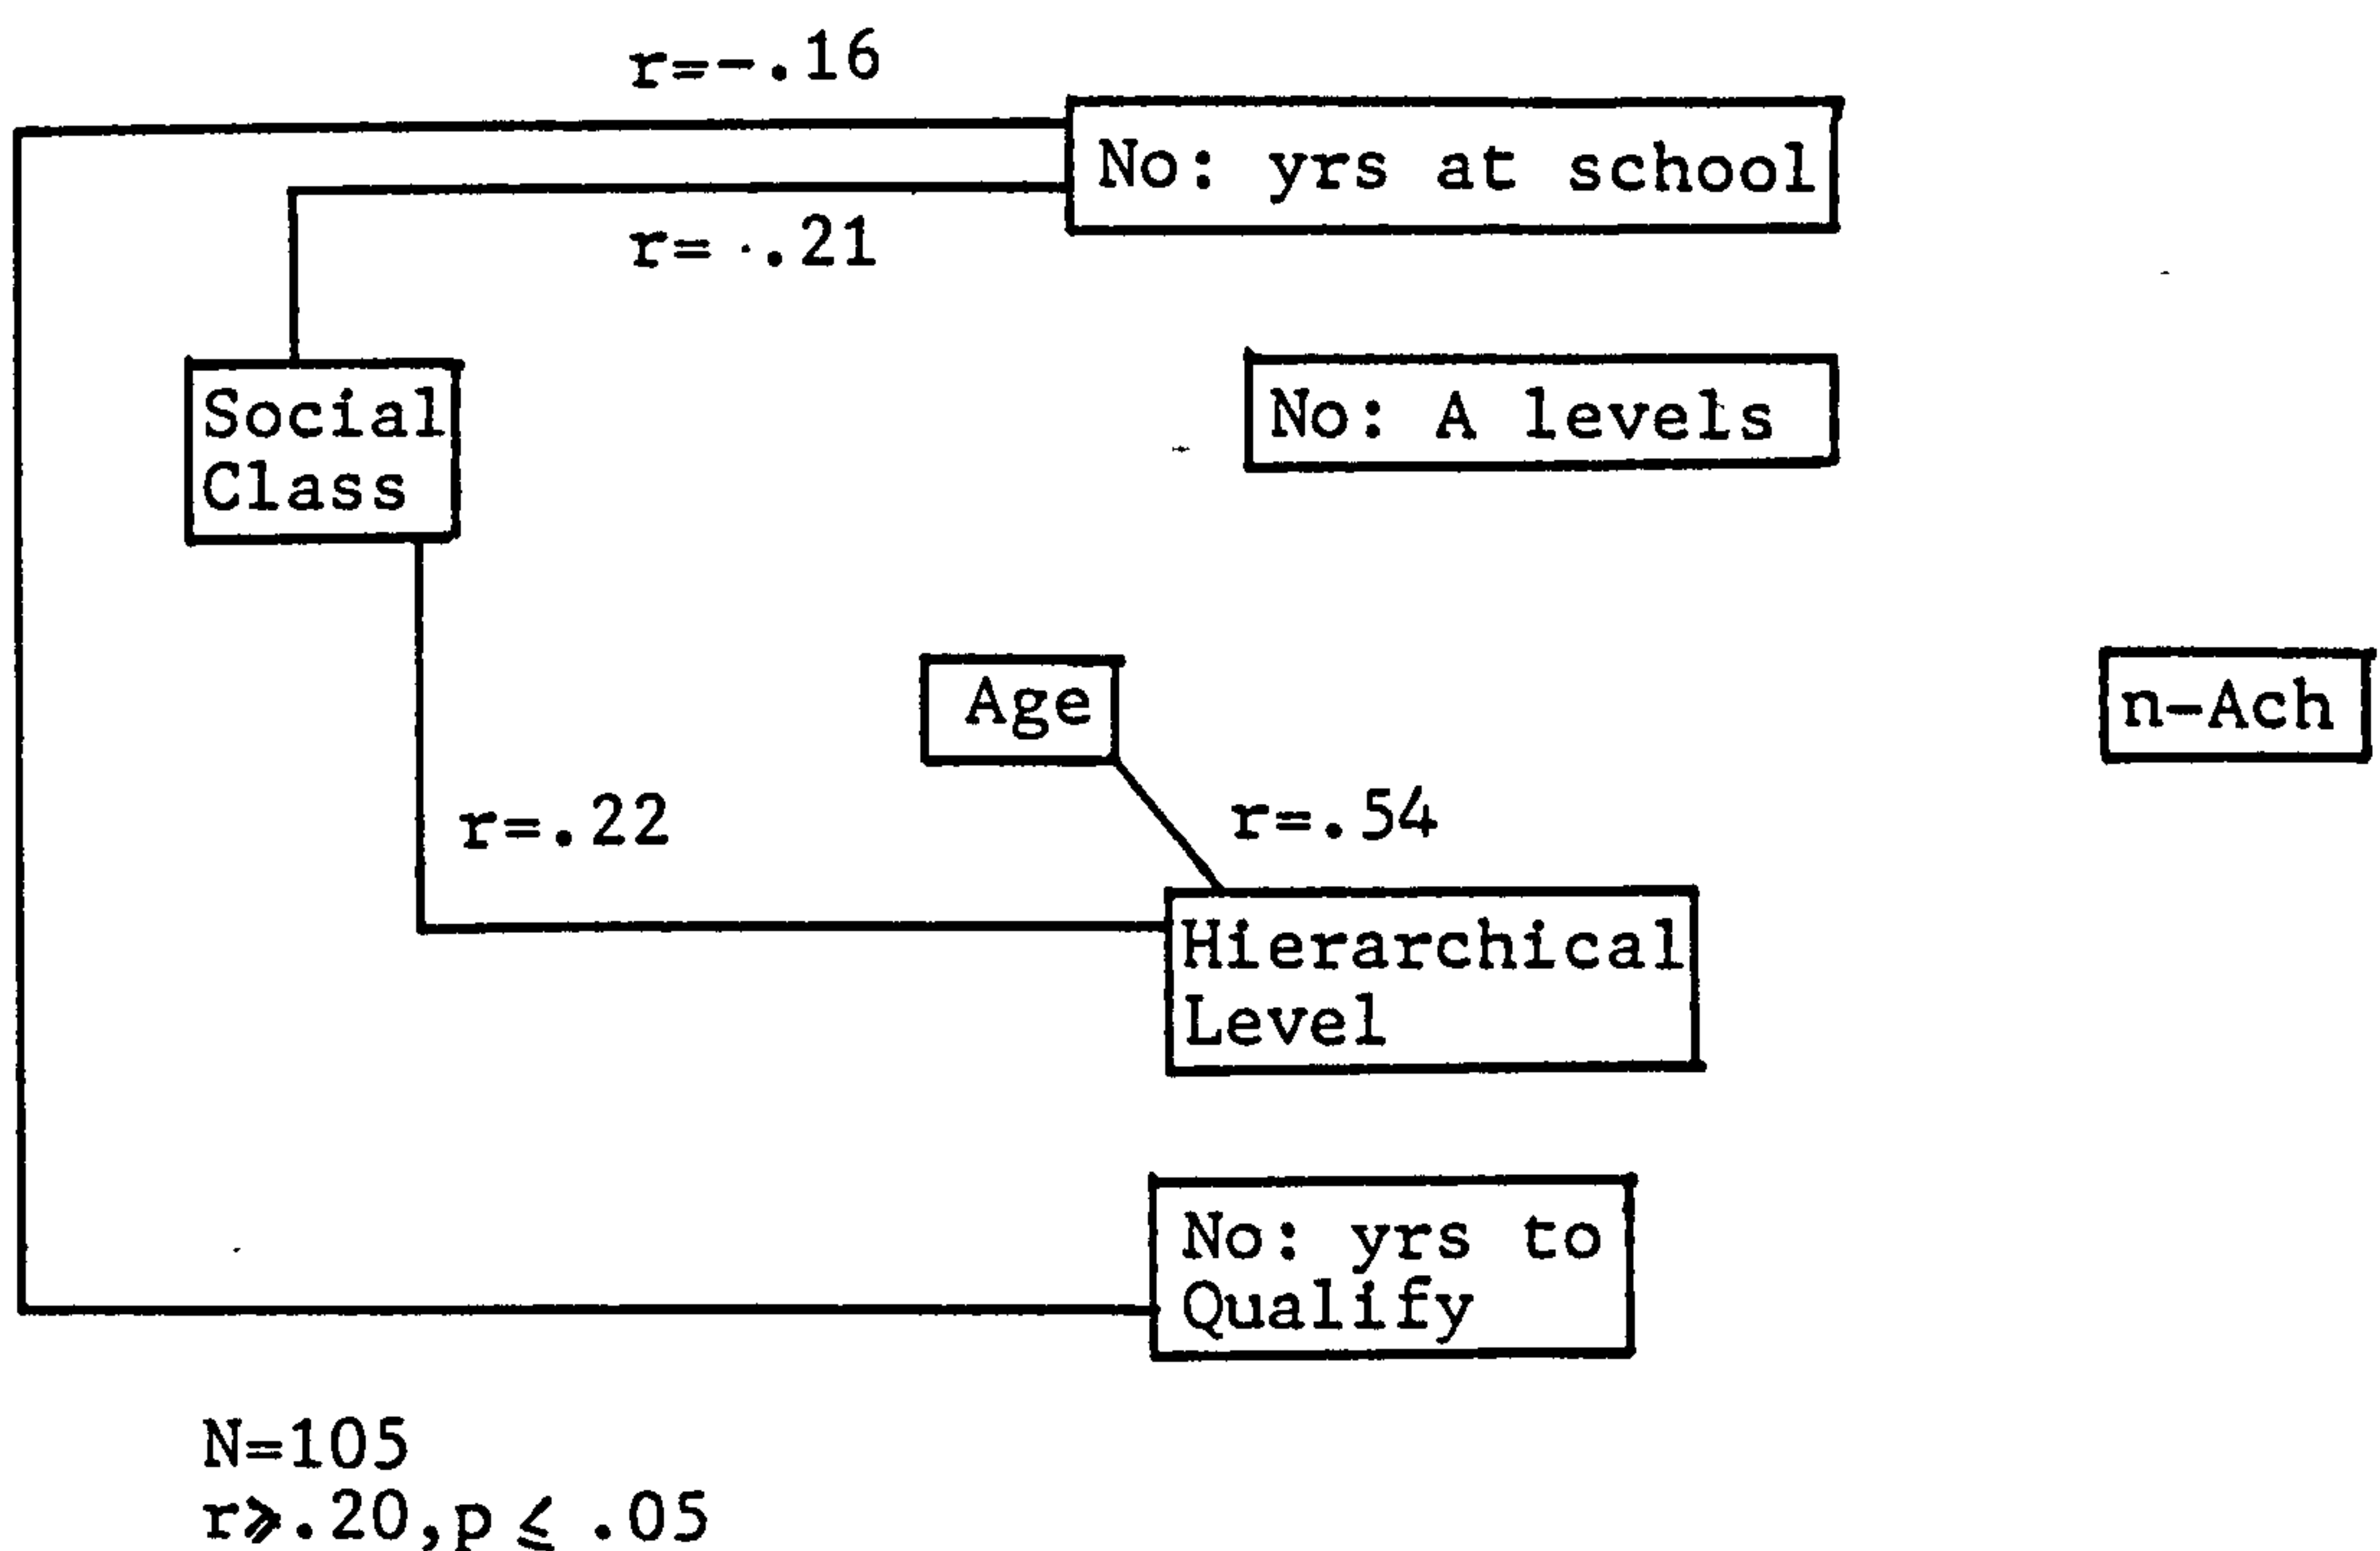 r=-.16
No: yrs at school
r= .21
Social
Class
No: A levels
Age
n-Ach
r=.22
r=.54
Hierarchical
Level
No: yrs to
Qualify
N=105
r⩾.20,p ⩽ .05